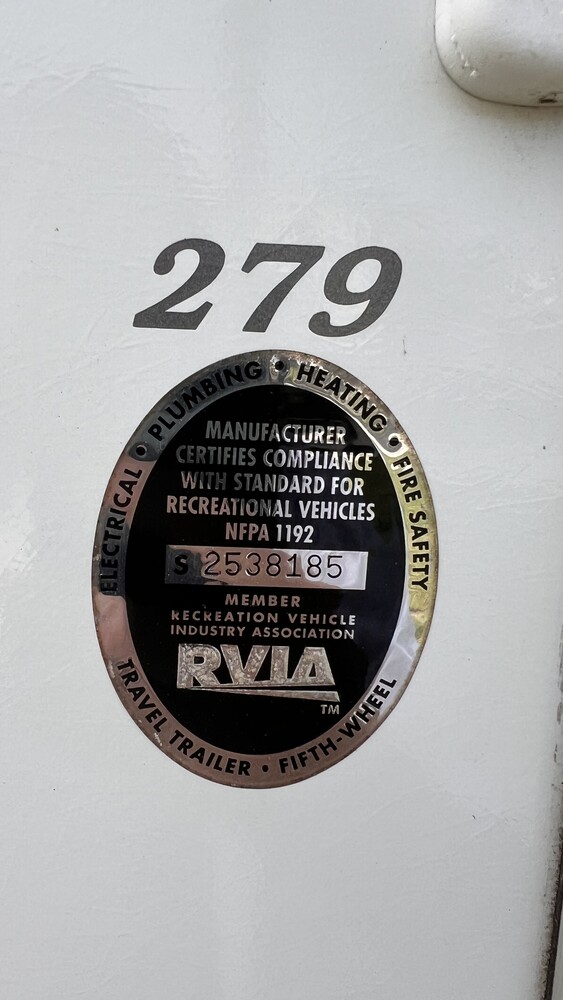 279
ELECTRICAL • PLUMBING • HEATING • FIRE SAFETY
MANUFACTURER
CERTIFIES COMPLIANCE
WITH STANDARD FOR
RECREATIONAL VEHICLES
NFPA 1192
S 2538185
MEMBER
RECREATION VEHICLE
INDUSTRY ASSOCIATION
RVIA
TM
TRAVEL TRAILER • FIFTH-WHEEL